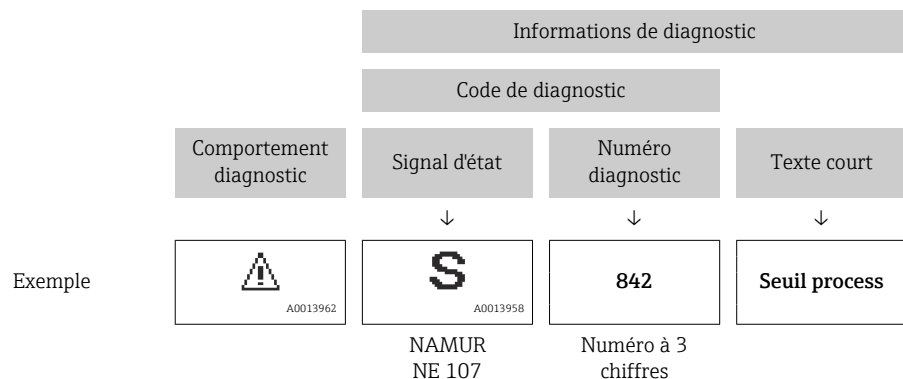 Informations de diagnostic
Code de diagnostic
Comportement
diagnostic
Signal d'état
Numéro
diagnostic
Texte court
↓ ↓ ↓
Exemple
A0013962
S
A0013958
842
Seuil process
NAMUR
NE 107
Numéro à 3
chiffres